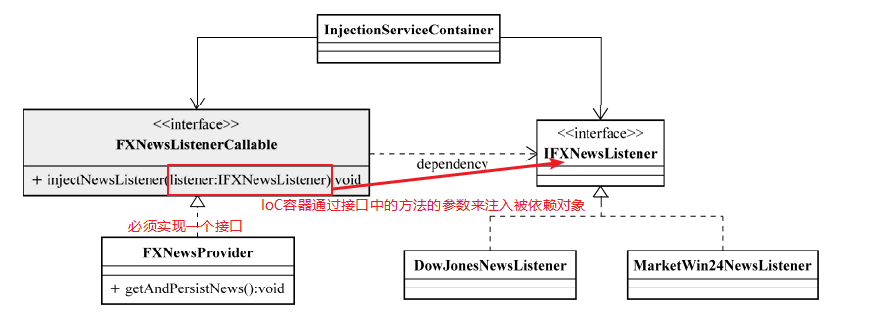 InjectionServiceContainer
<<interface>>
FXNewsListenerCallable
+ injectNewsListener(listener:IFXNewsListener):void
dependency
<<interface>>
IFXNewsListener
IoC容器通过接口中的方法的参数来注入被依赖对象
必须实现一个接口
FXNewsProvider
+ getAndPersistNews():void
DowJonesNewsListener
MarketWin24NewsListener